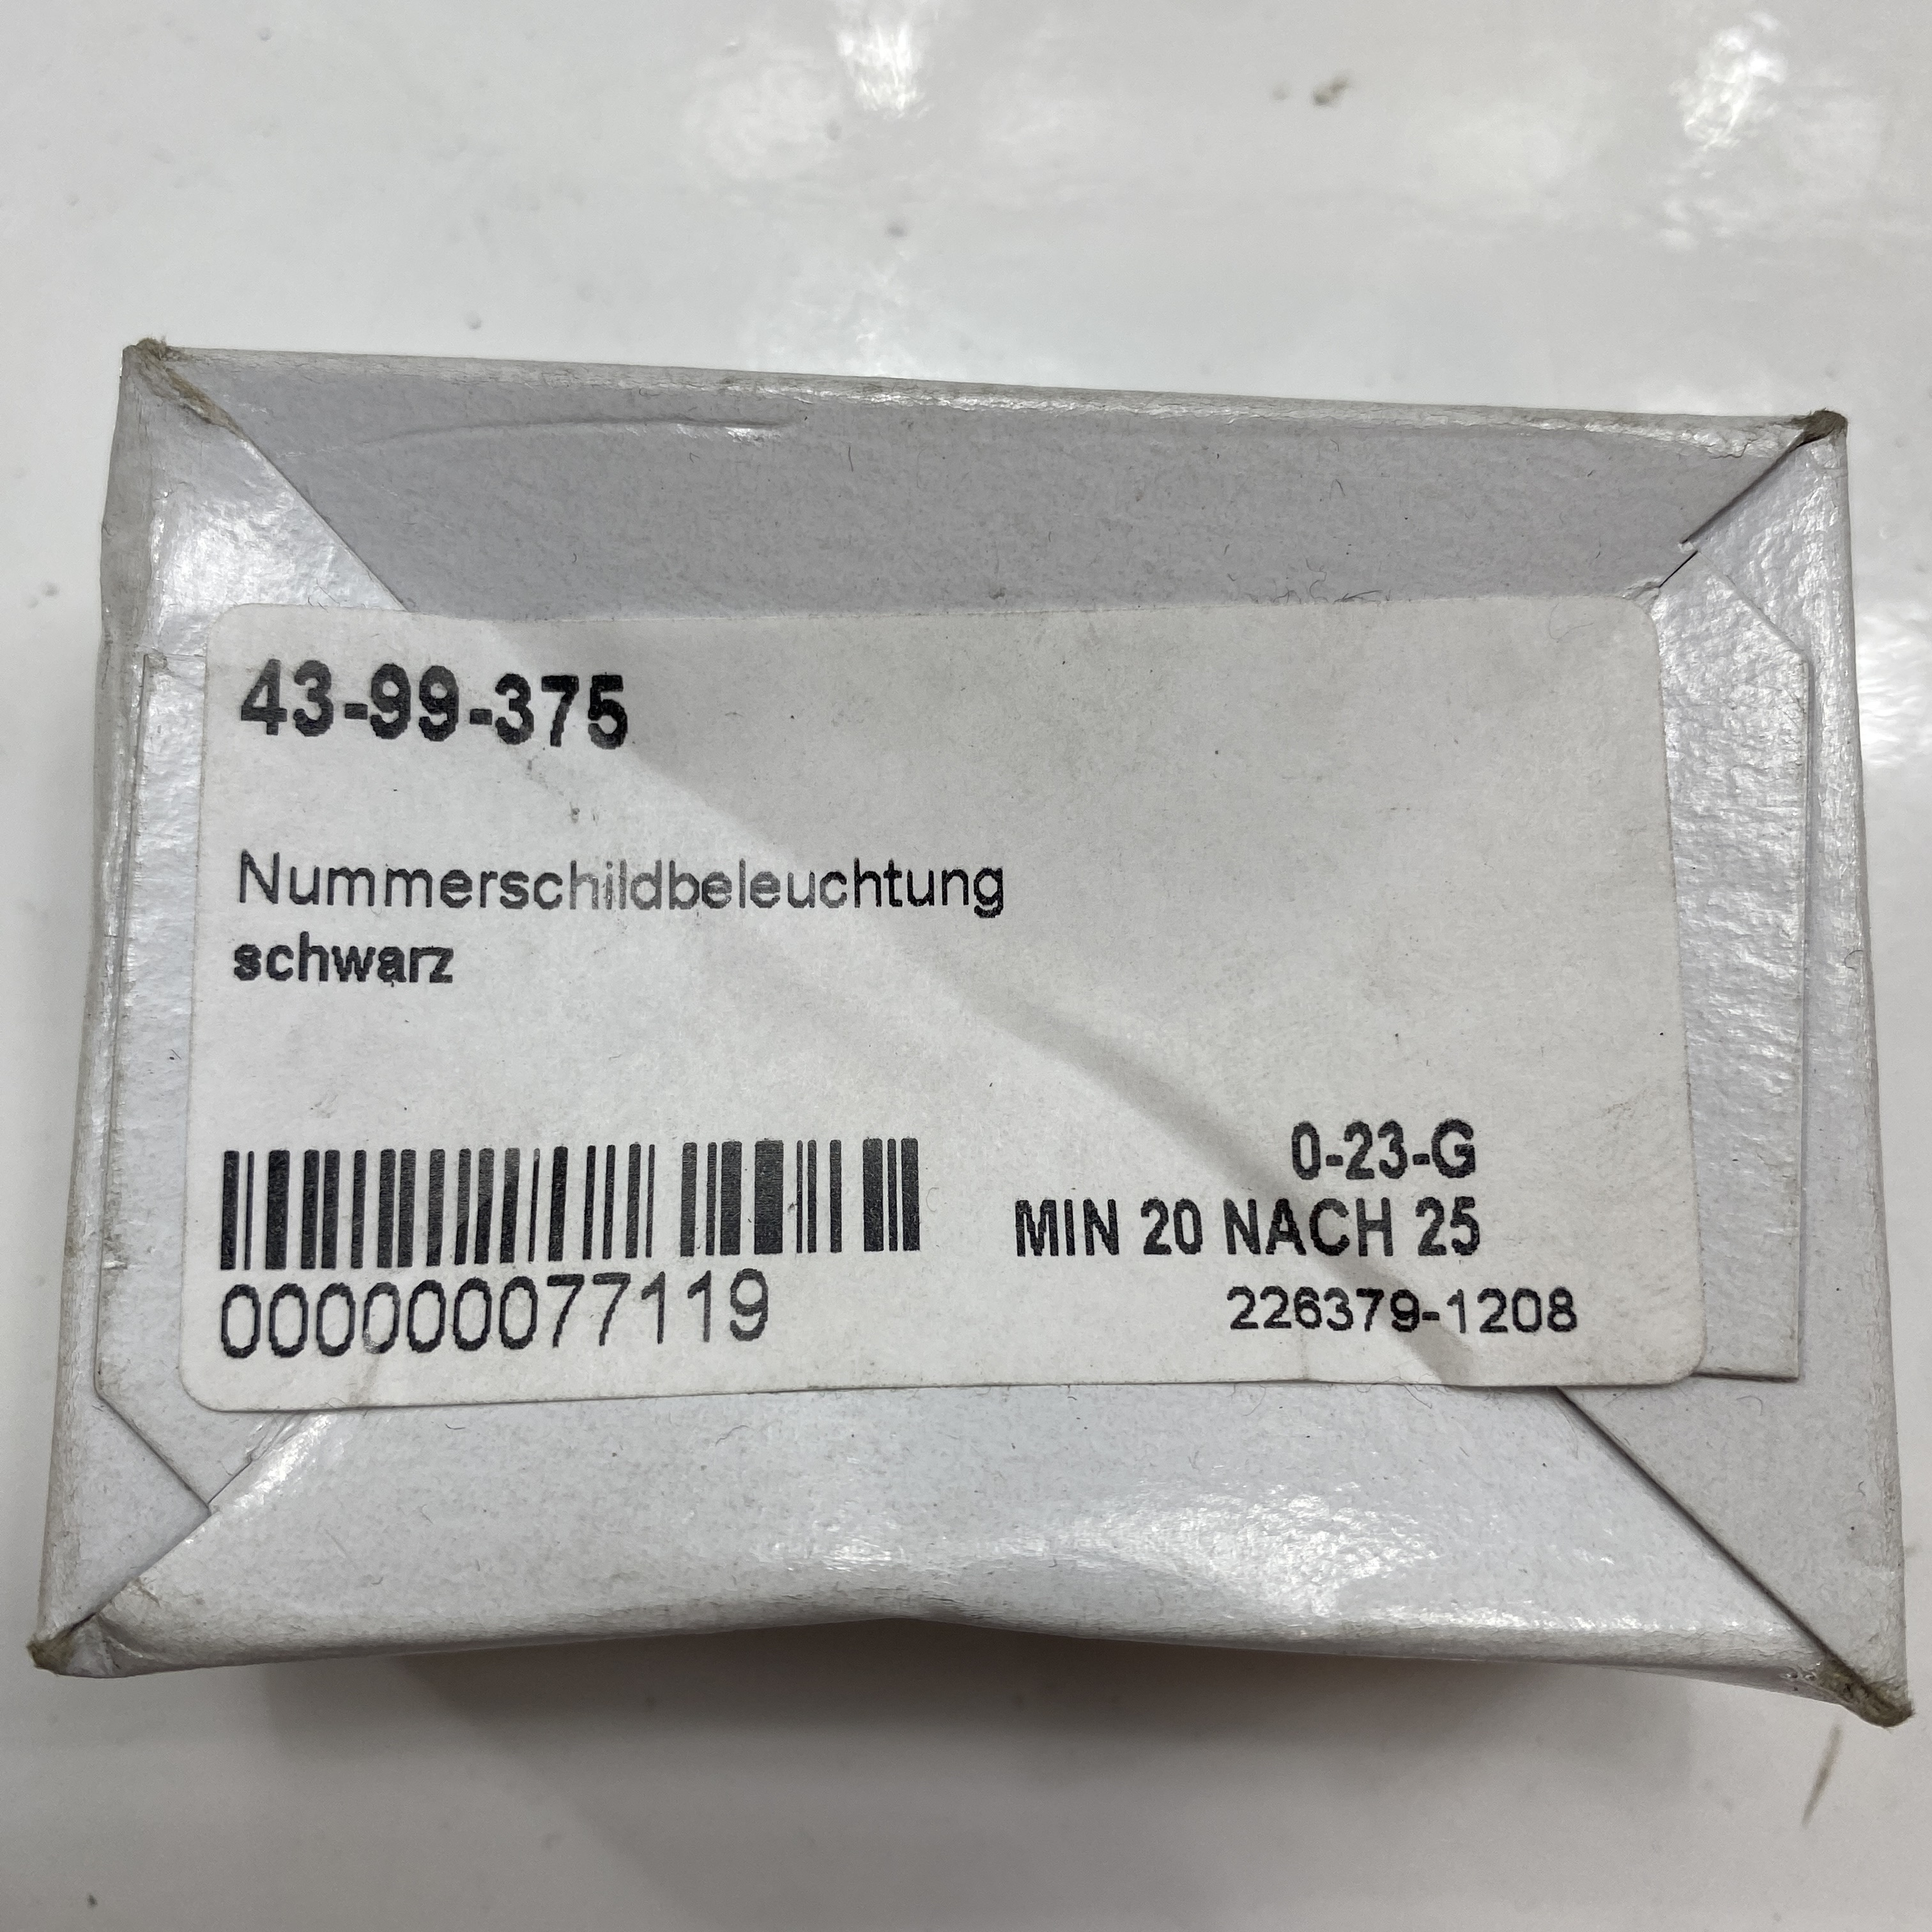 43-99-375
Nummerschildbeleuchtung
schwarz
0-23-G
MIN 20 NACH 25
000000077119
226379-1208